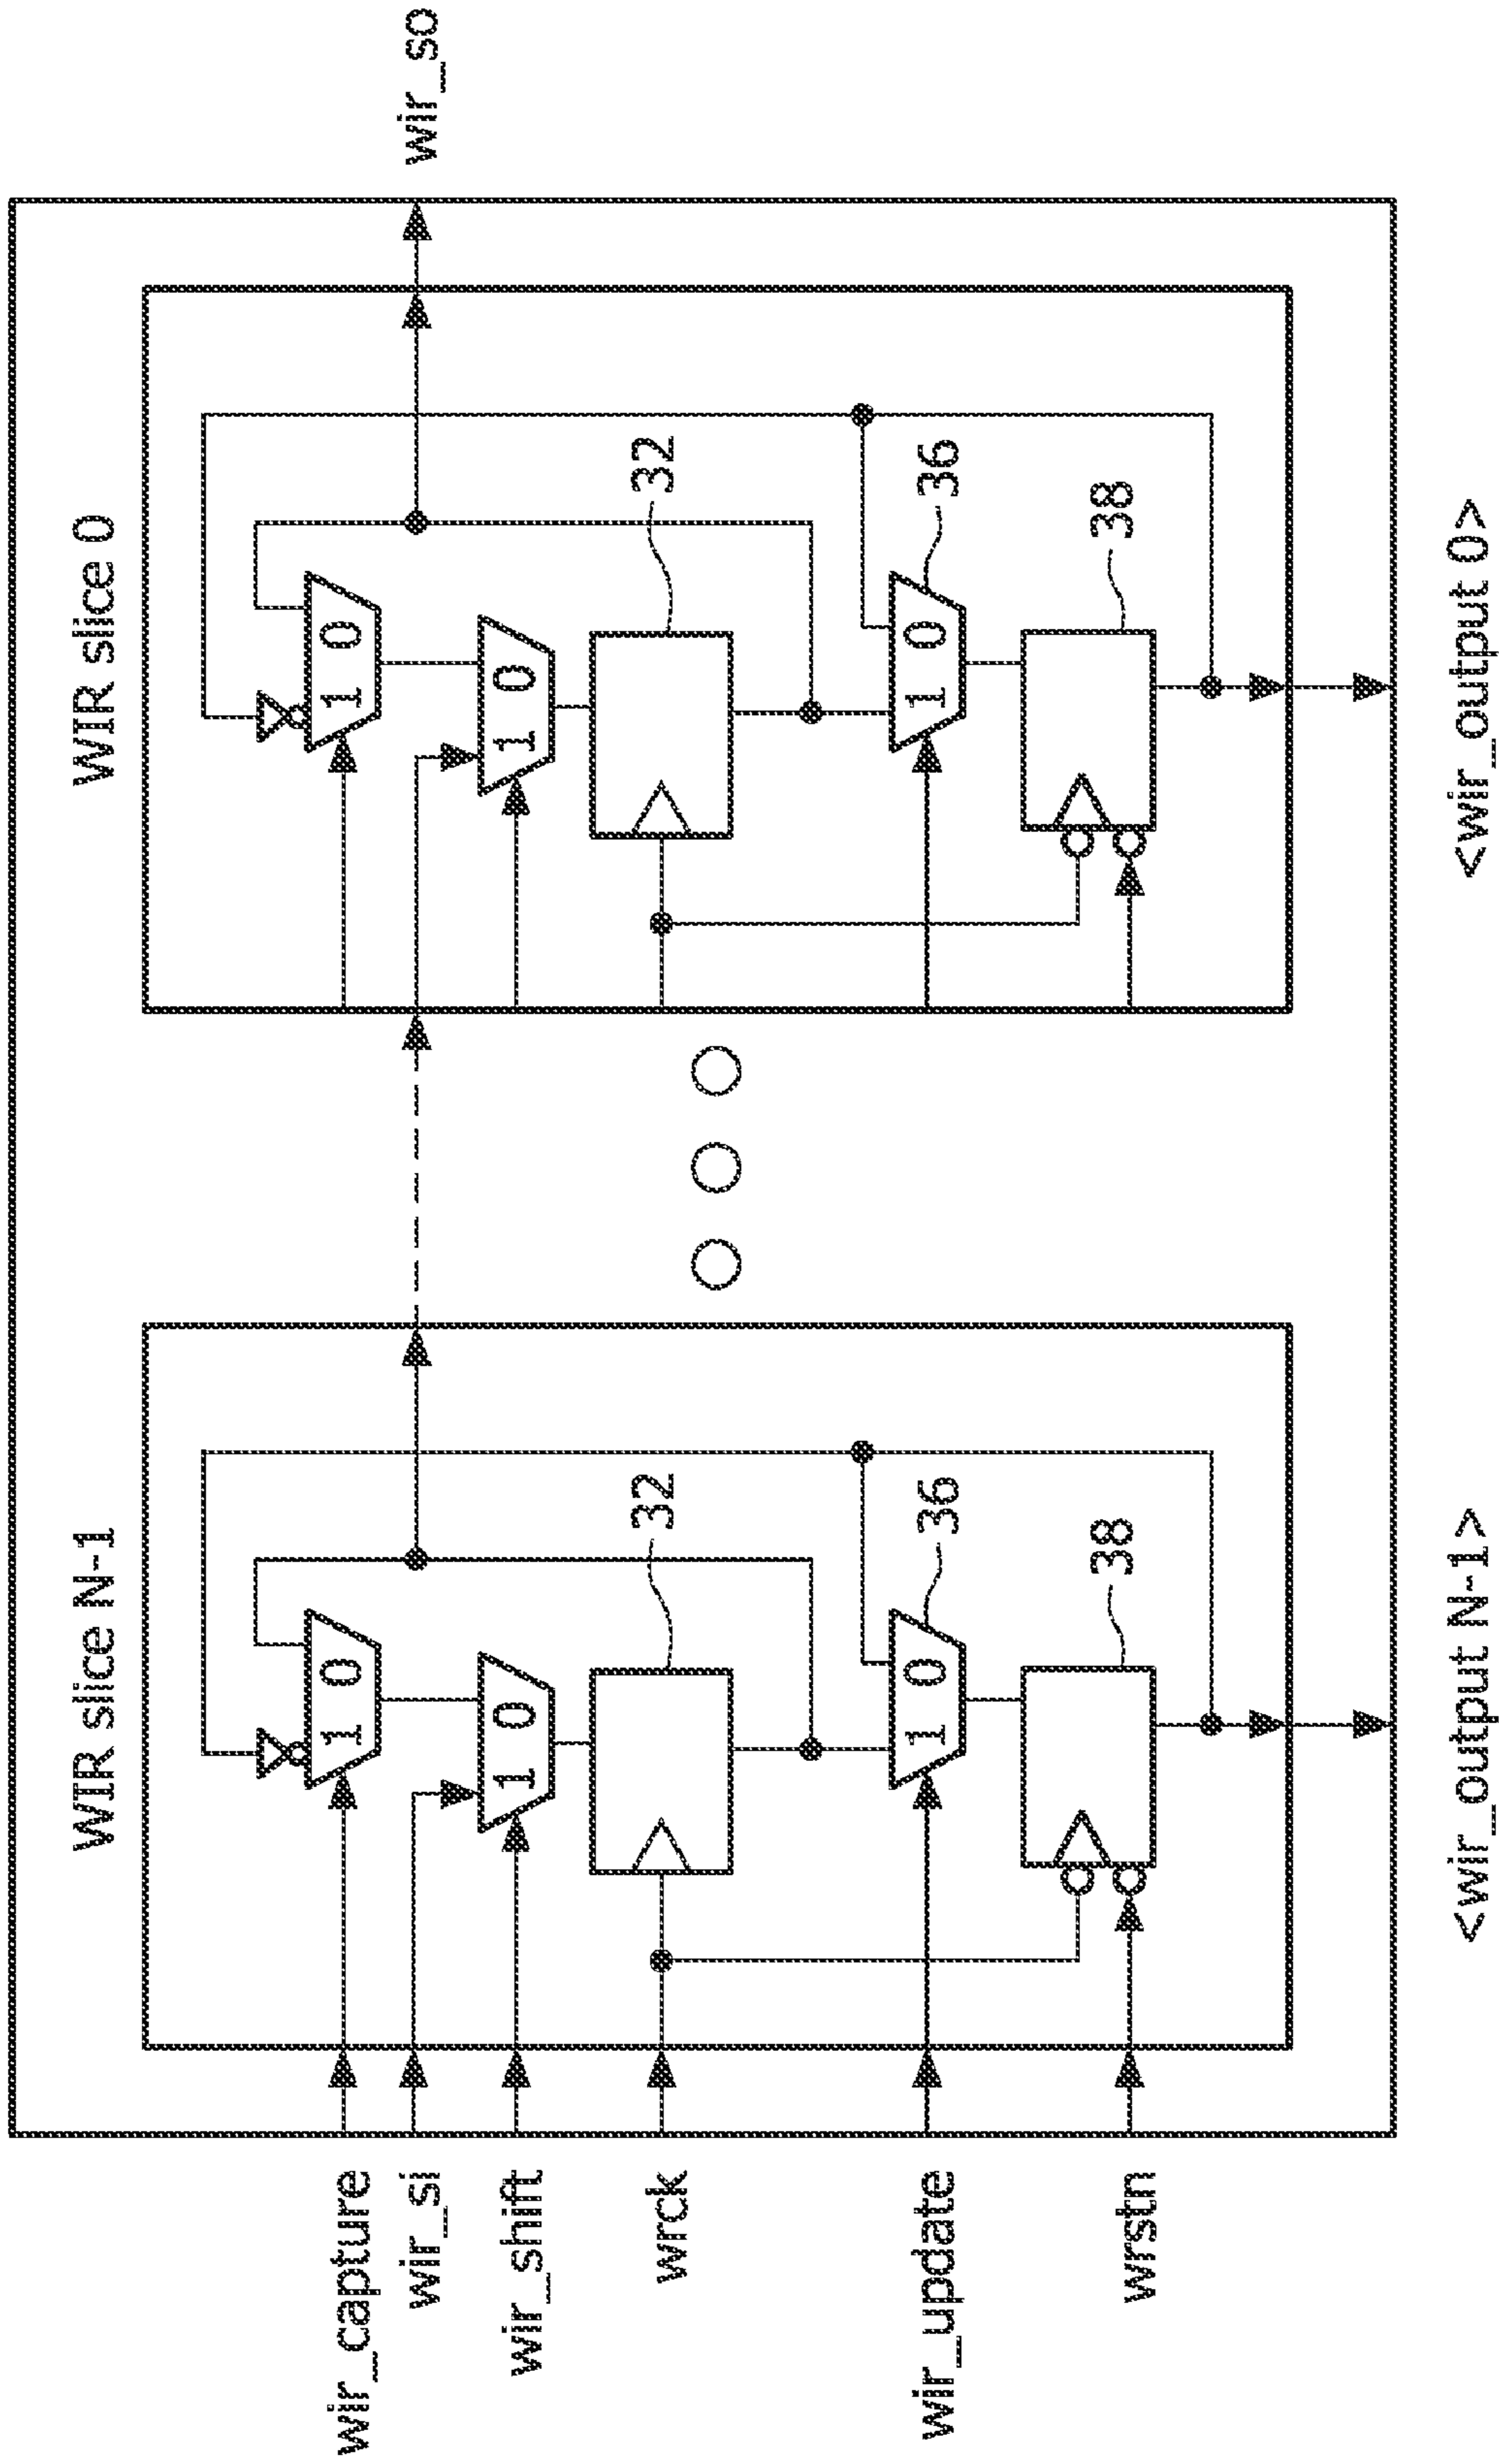 WIR slice N-1
WIR slice 0
wir_capture
wir_si
wir_shift
wrck
wir_update
wrstn
1 0
1 0
32
1 0
36
38
1 0
1 0
32
1 0
36
38
wir_so
<wir_output N-1>
<wir_output 0>